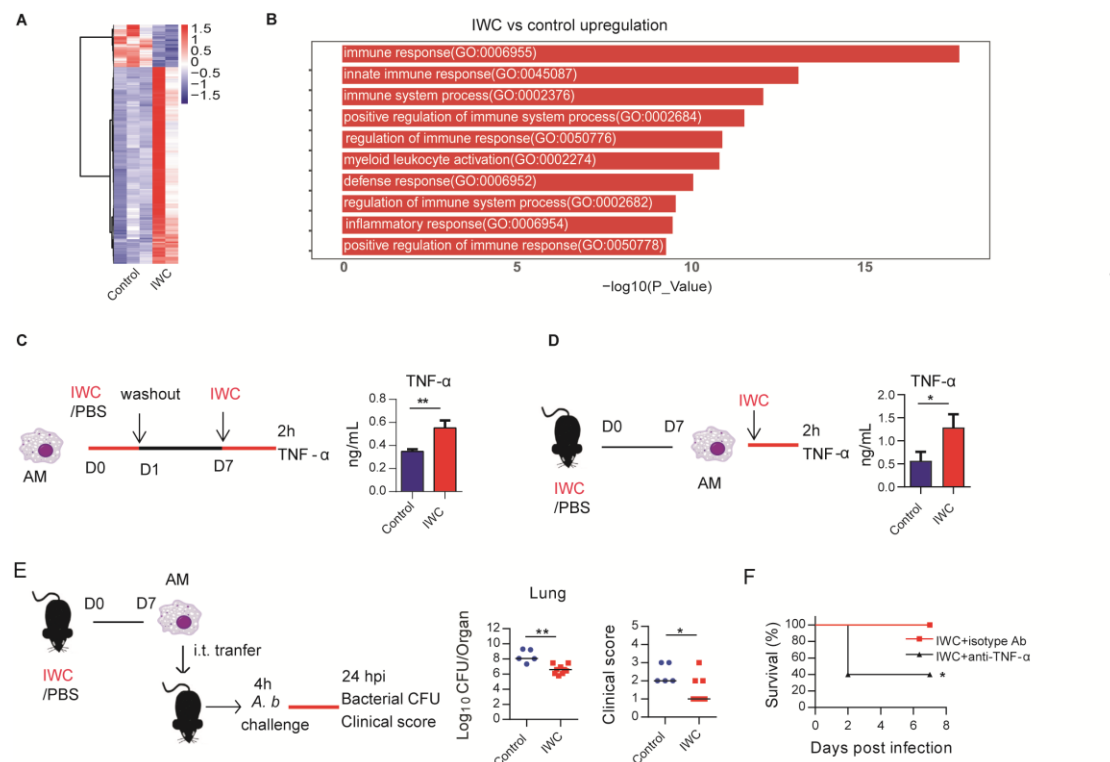 A
1.5
1
0.5
0
−0.5
−1
−1.5
Control
IWC
B
IWC vs control upregulation
immune response(GO:0006955)
innate immune response(GO:0045087)
immune system process(GO:0002376)
positive regulation of immune system process(GO:0002684)
regulation of immune response(GO:0050776)
myeloid leukocyte activation(GO:0002274)
defense response(GO:0006952)
regulation of immune system process(GO:0002682)
inflammatory response(GO:0006954)
positive regulation of immune response(GO:0050778)
0 5 10 15
−log10(P_Value)
C
IWC
/PBS
washout
IWC
AM
D0
D1
D7
2h
TNF - α
TNF-α
**
ng/mL
0.8
0.6
0.4
0.2
0.0
Control
IWC
D
IWC
/PBS
D0
D7
AM
IWC
2h
TNF-α
TNF-α
*
ng/mL
2.0
1.5
1.0
0.5
0.0
Control
IWC
E
IWC
/PBS
D0
D7
AM
i.t. tranfer
4h
A. b
challenge
24 hpi
Bacterial CFU
Clinical score
Lung
**
Log10 CFU/Organ
12
10
8
6
4
2
0
Control
IWC
*
Clinical score
5
4
3
2
1
0
Control
IWC
F
Survival (%)
100
80
60
40
20
0
IWC+isotype Ab
IWC+anti-TNF-α
*
0 2 4 6 8
Days post infection